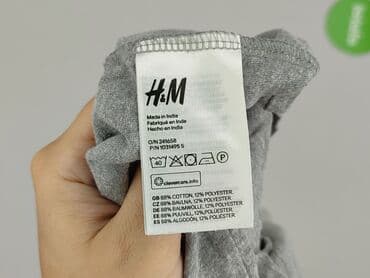 H&M
Made in India
Fabriqué en Inde
Hecho en India
O/N 241658
P/N 1031495 S
40
P
clevercare.info
GB 88% COTTON, 12% POLYESTER.
CZ 88% BAVLNA, 12% POLYESTER.
DE 88% BAUMWOLLE, 12% POLYESTER.
EE 88% PUUVILL, 12% POLÜESTER.
ES 88% ALGODÓN, 12% POLIÉSTER.